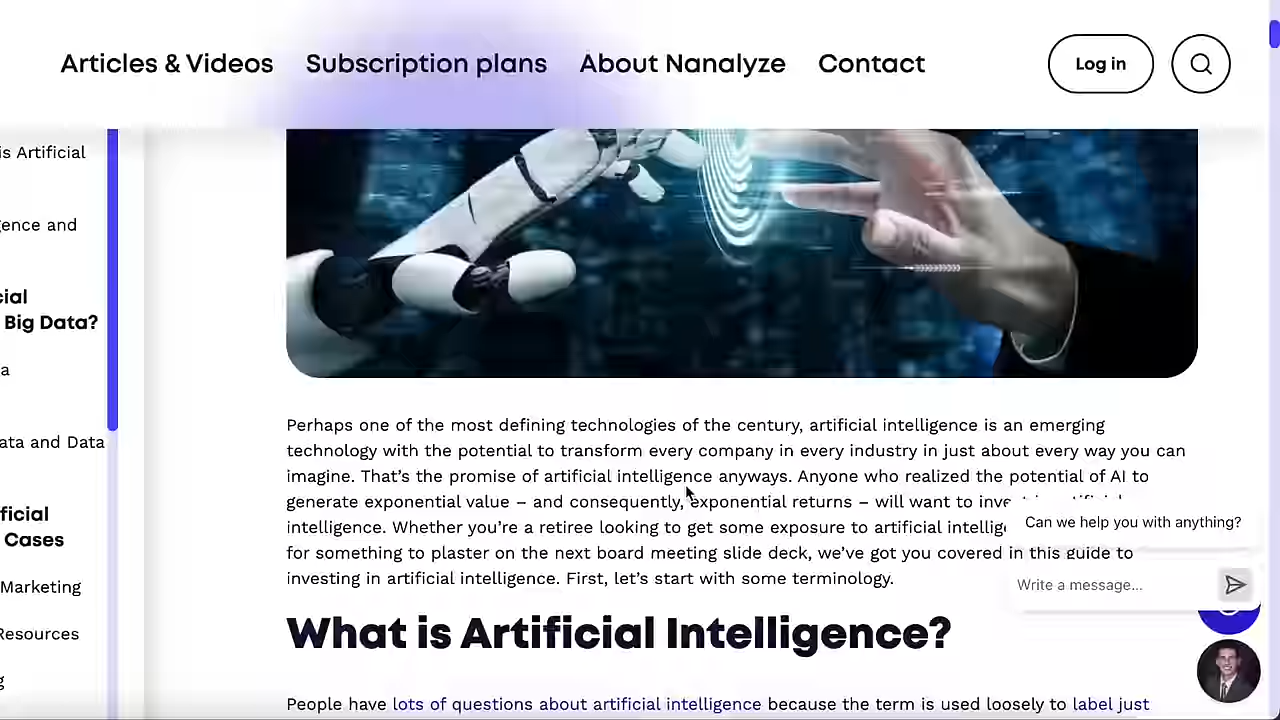 Articles & Videos
Subscription plans
About Nanalyze
Contact
Log in
is Artificial
gence and
cial
Big Data?
a
ata and Data
ficial
Cases
Marketing
Resources
g
Perhaps one of the most defining technologies of the century, artificial intelligence is an emerging
technology with the potential to transform every company in every industry in just about every way you can
imagine. That's the promise of artificial intelligence anyways. Anyone who realized the potential of AI to
generate exponential value – and consequently, exponential returns – will want to
intelligence. Whether you're a retiree looking to get some exposure to artificial
for something to plaster on the next board meeting slide deck, we've got you covered in this guide to
investing in artificial intelligence. First, let's start with some terminology.
What is Artificial Intelligence?
People have lots of questions about artificial intelligence because the term is used loosely to label just
Can we help you with anything?
Write a message...